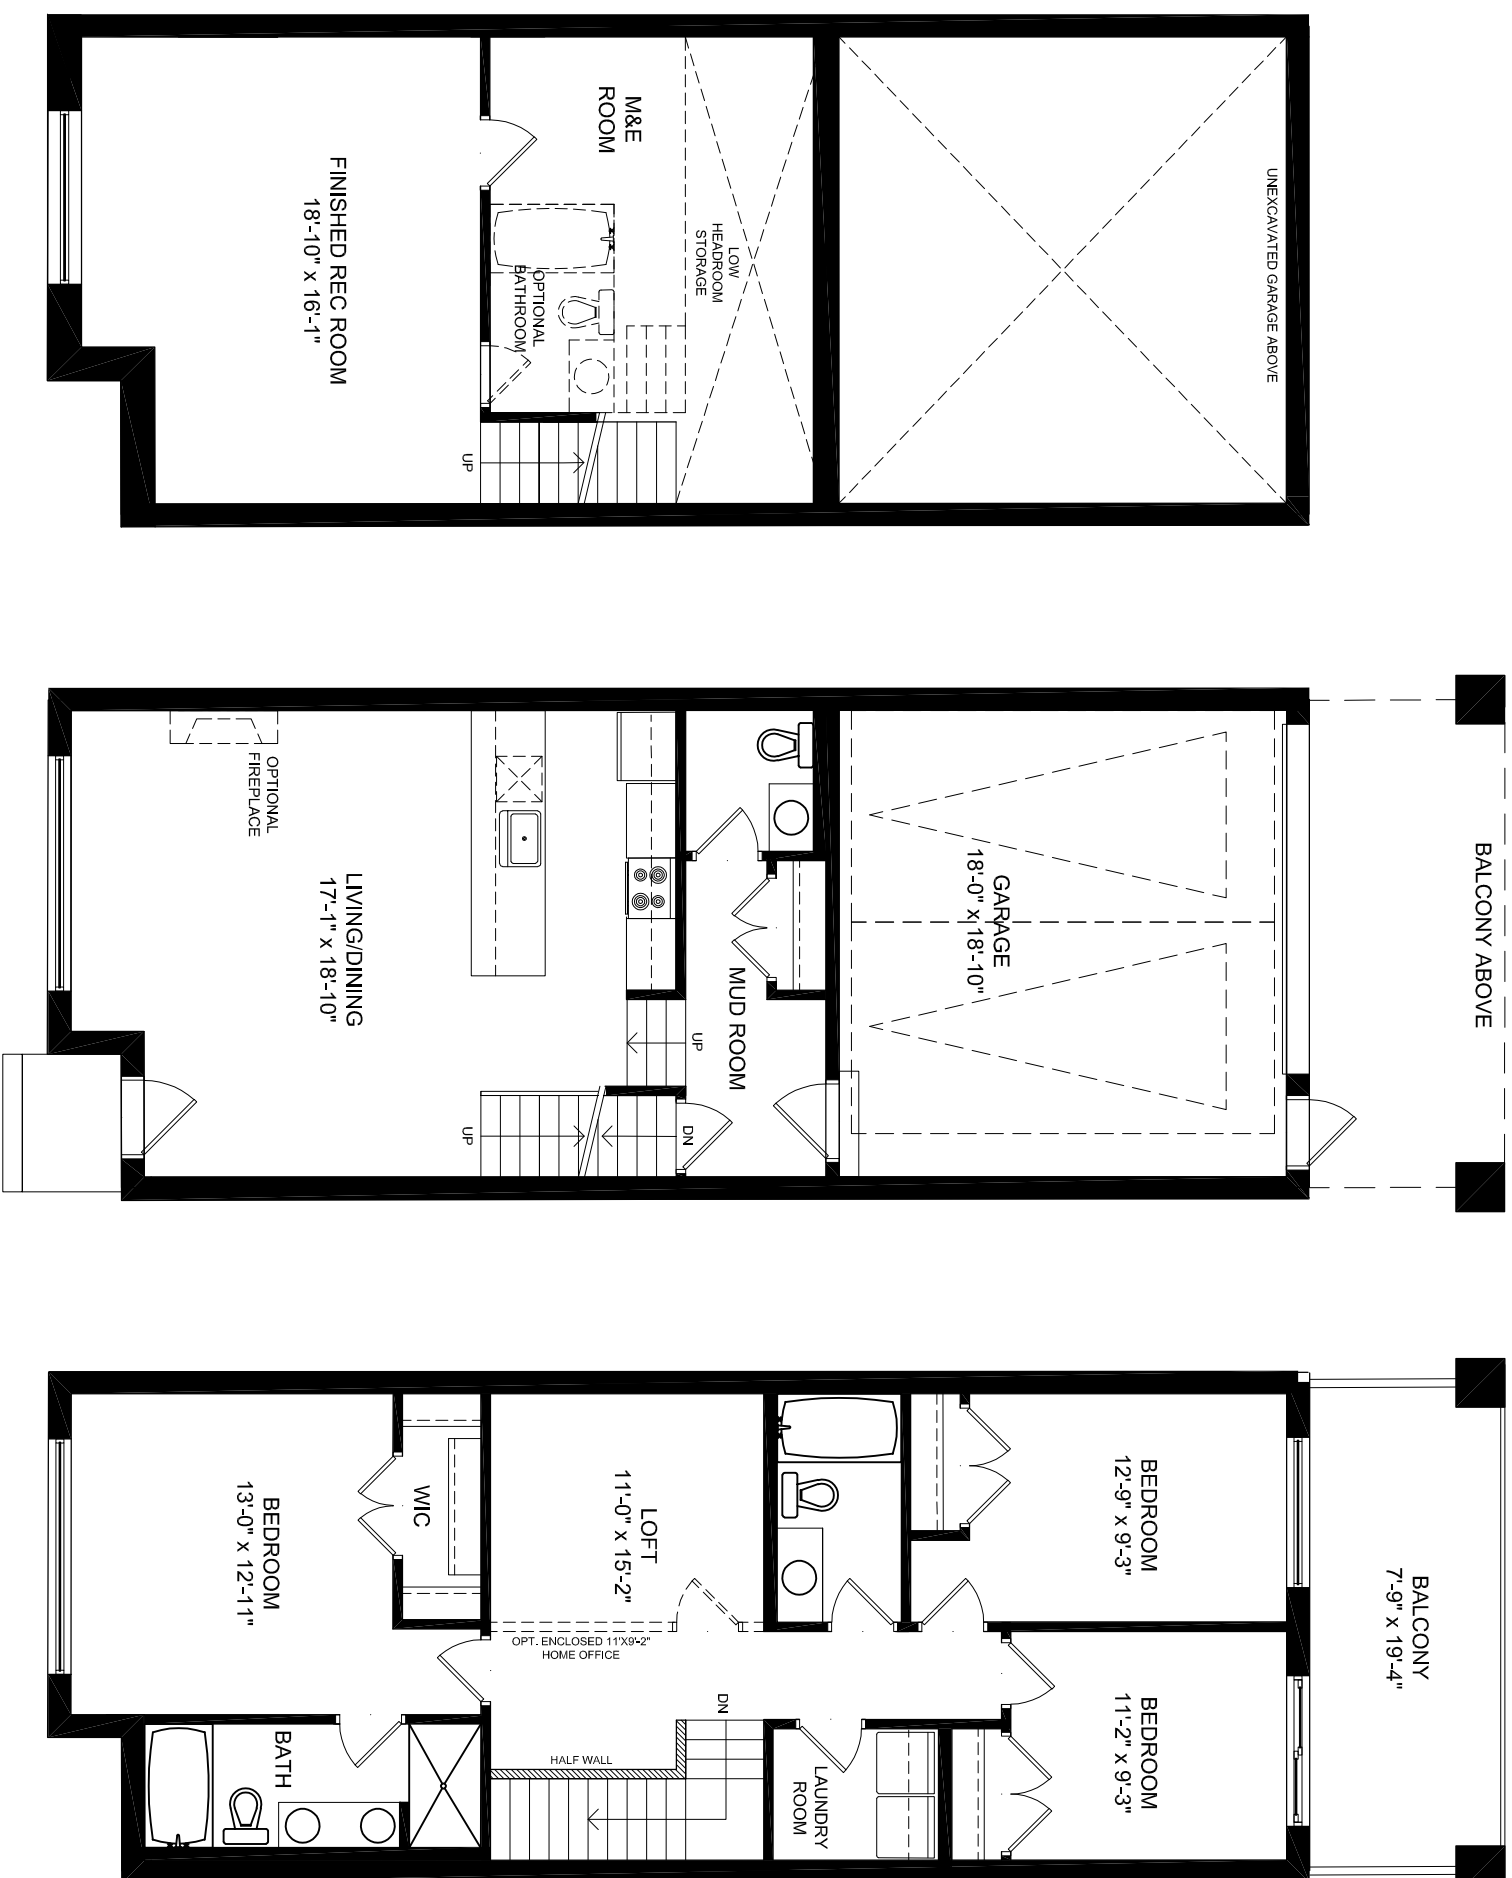 M&E
ROOM
FINISHED REC ROOM
18'-10" x 16'-1"
OPTIONAL
BATHROOM
LOW
HEADROOM
STORAGE
UP
UNEXCAVATED GARAGE ABOVE
OPTIONAL
FIREPLACE
LIVING/DINING
17'-1" x 18'-10"
UP
UP
DN
MUD ROOM
GARAGE
18'-0" x 18'-10"
BALCONY ABOVE
BEDROOM
13'-0" x 12'-11"
WIC
BATH
LOFT
11'-0" x 15'-2"
OPT. ENCLOSED 11'X9'-2"
HOME OFFICE
HALF WALL
DN
LAUNDRY
ROOM
BEDROOM
12'-9" x 9'-3"
BEDROOM
11'-2" x 9'-3"
BALCONY
7'-9" x 19'-4"